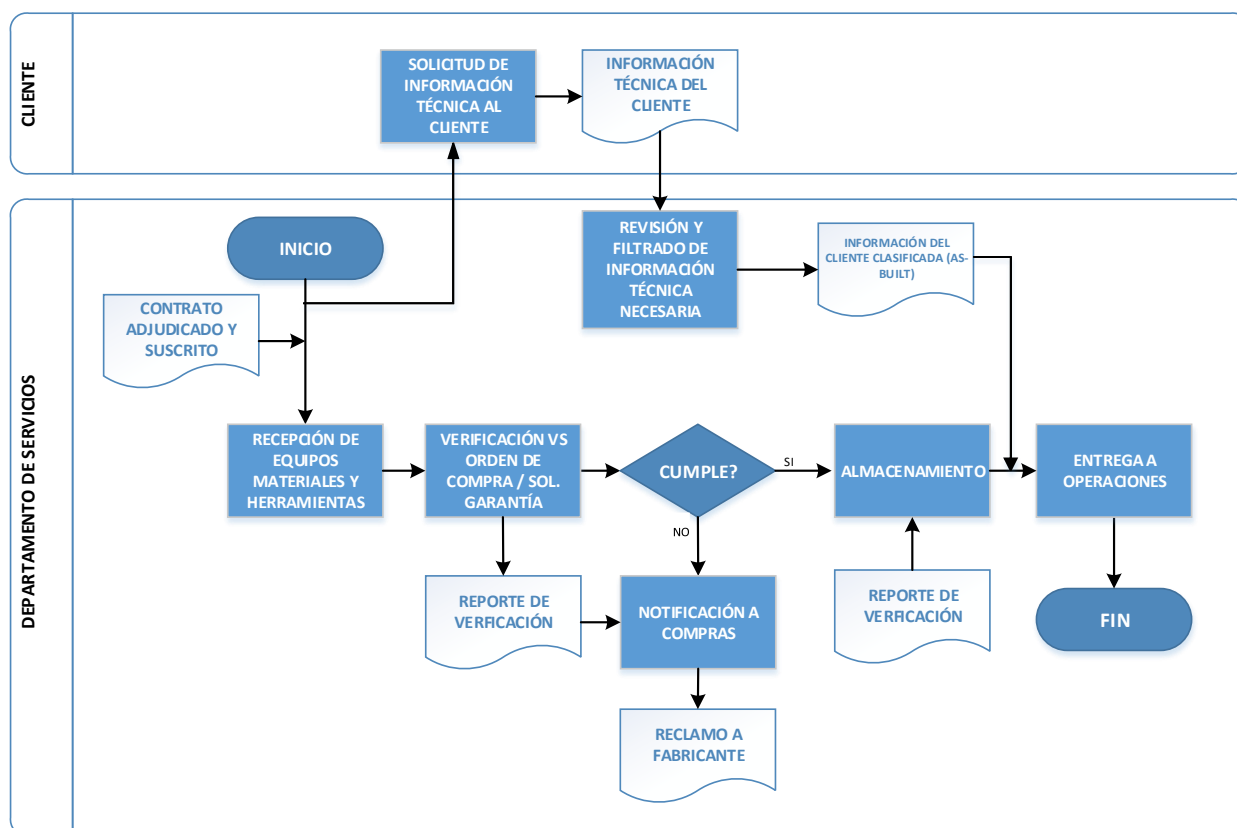 CLIENTE
SOLICITUD DE
INFORMACIÓN
TÉCNICA AL
CLIENTE
INFORMACIÓN
TÉCNICA DEL
CLIENTE
DEPARTAMENTO DE SERVICIOS
INICIO
REVISIÓN Y
FILTRADO DE
INFORMACIÓN
TÉCNICA
NECESARIA
INFORMACIÓN DEL
CLIENTE CLASIFICADA (AS-
BUILT)
CONTRATO
ADJUDICADO Y
SUSCRITO
RECEPCIÓN DE
EQUIPOS
MATERIALES Y
HERRAMIENTAS
VERIFICACIÓN VS
ORDEN DE
COMPRA / SOL.
GARANTÍA
CUMPLE?
SI
ALMACENAMIENTO
ENTREGA A
OPERACIONES
NO
REPORTE DE
VERFICACIÓN
NOTIFICACIÓN A
COMPRAS
REPORTE DE
VERFICACIÓN
FIN
RECLAMO A
FABRICANTE